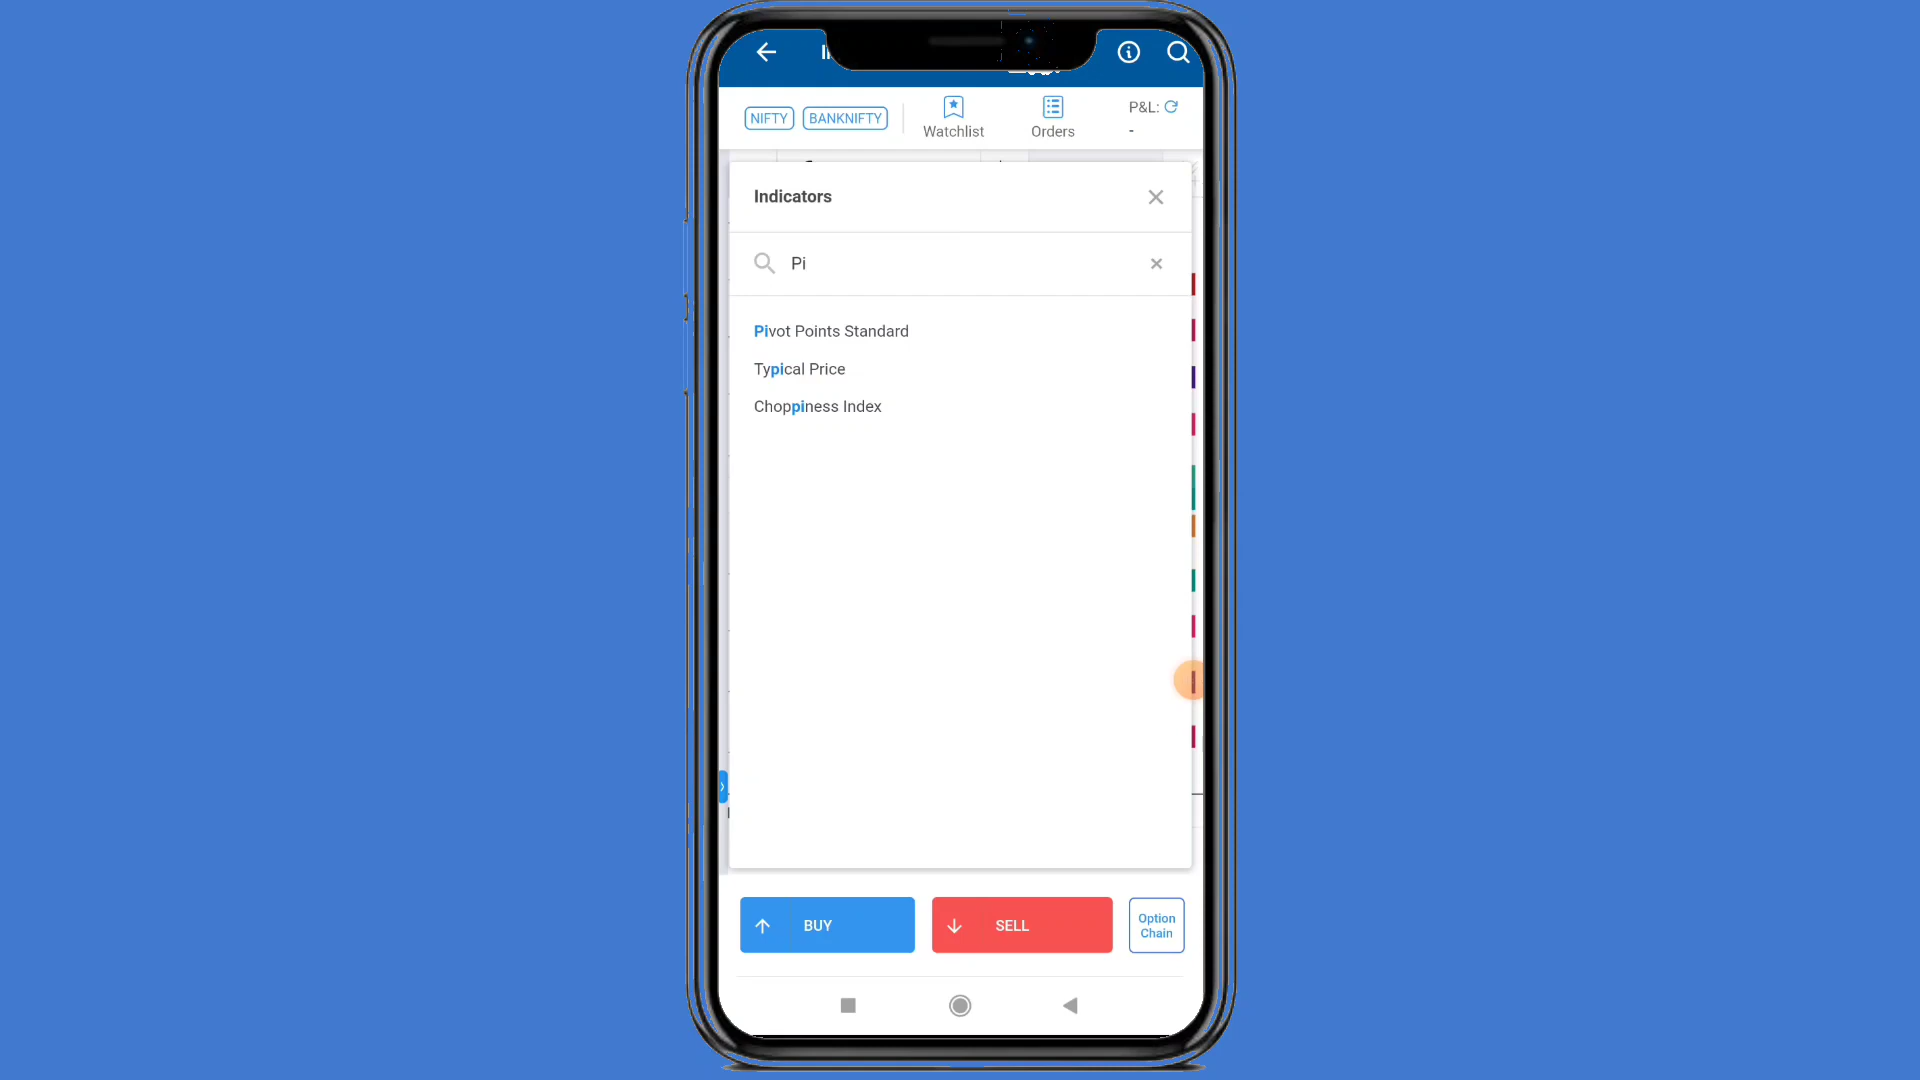 NIFTY
BANKNIFTY
Watchlist
Orders
P&L:
-
Indicators
Pi
Pivot Points Standard
Typical Price
Choppiness Index
BUY
SELL
Option
Chain